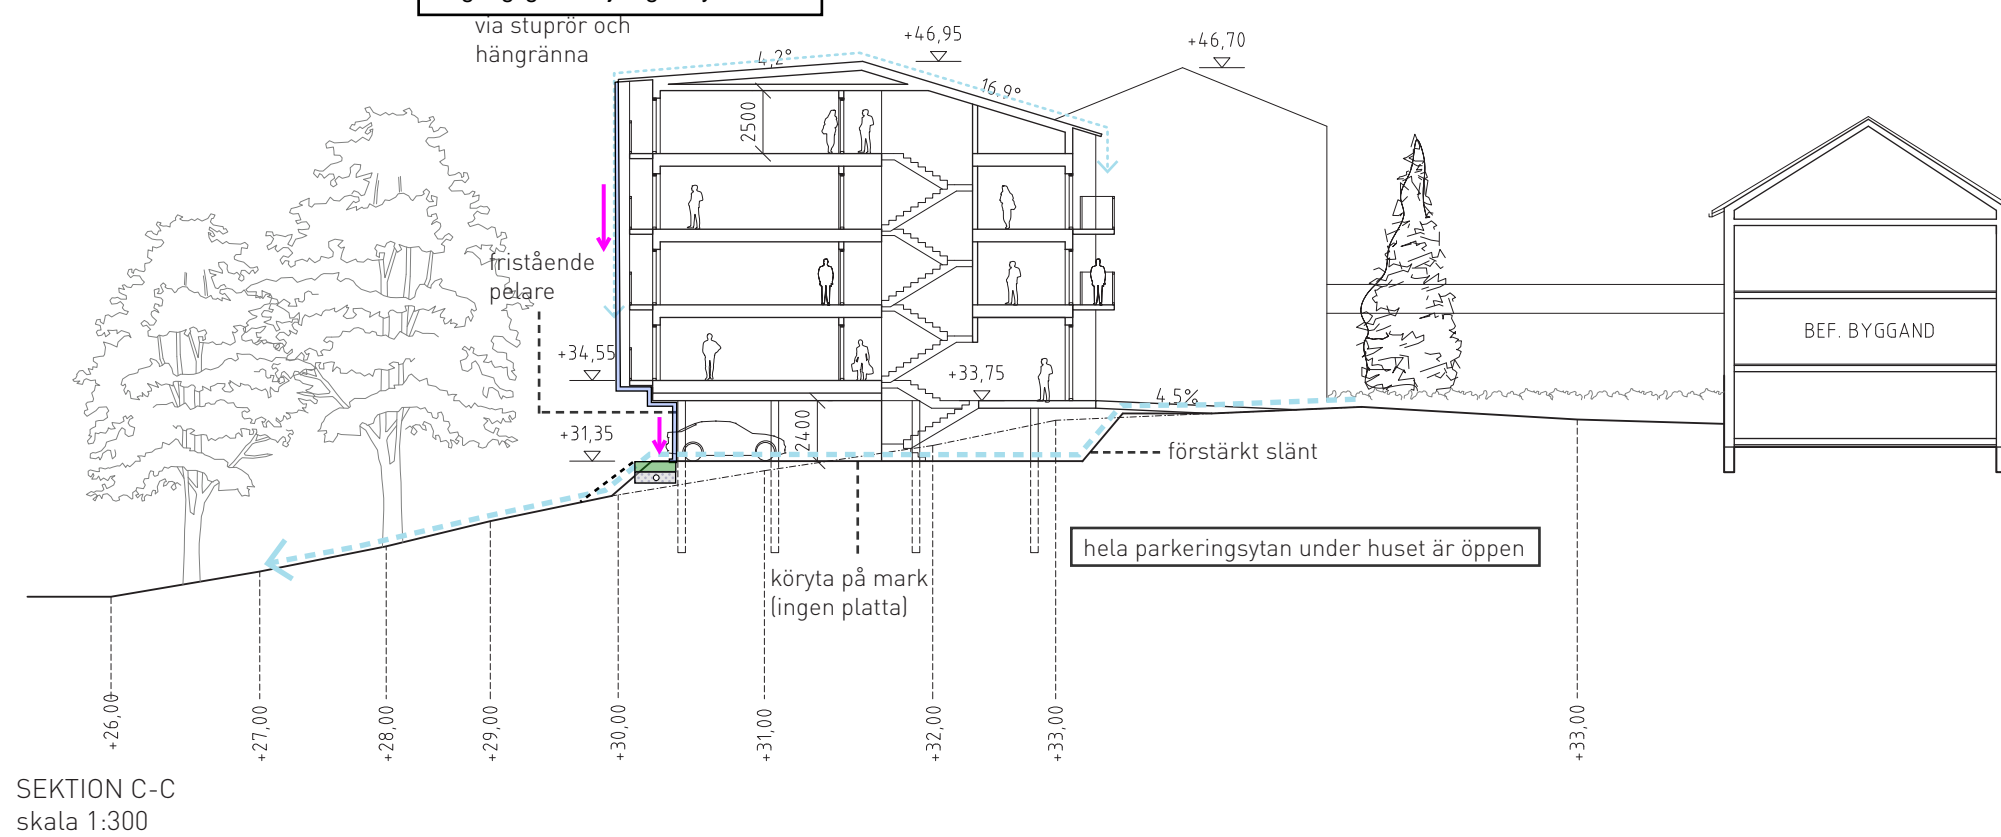 via stuprör och
hängränna
4,2°
+46,95
+46,70
16,9°
2500
fristående
pelare
+34,55
+33,75
4,5%
BEF. BYGGAND
+31,35
2400
förstärkt slänt
hela parkeringsytan under huset är öppen
köryta på mark
(ingen platta)
+26,00
+27,00
+28,00
+29,00
+30,00
+31,00
+32,00
+33,00
+33,00
SEKTION C-C
skala 1:300